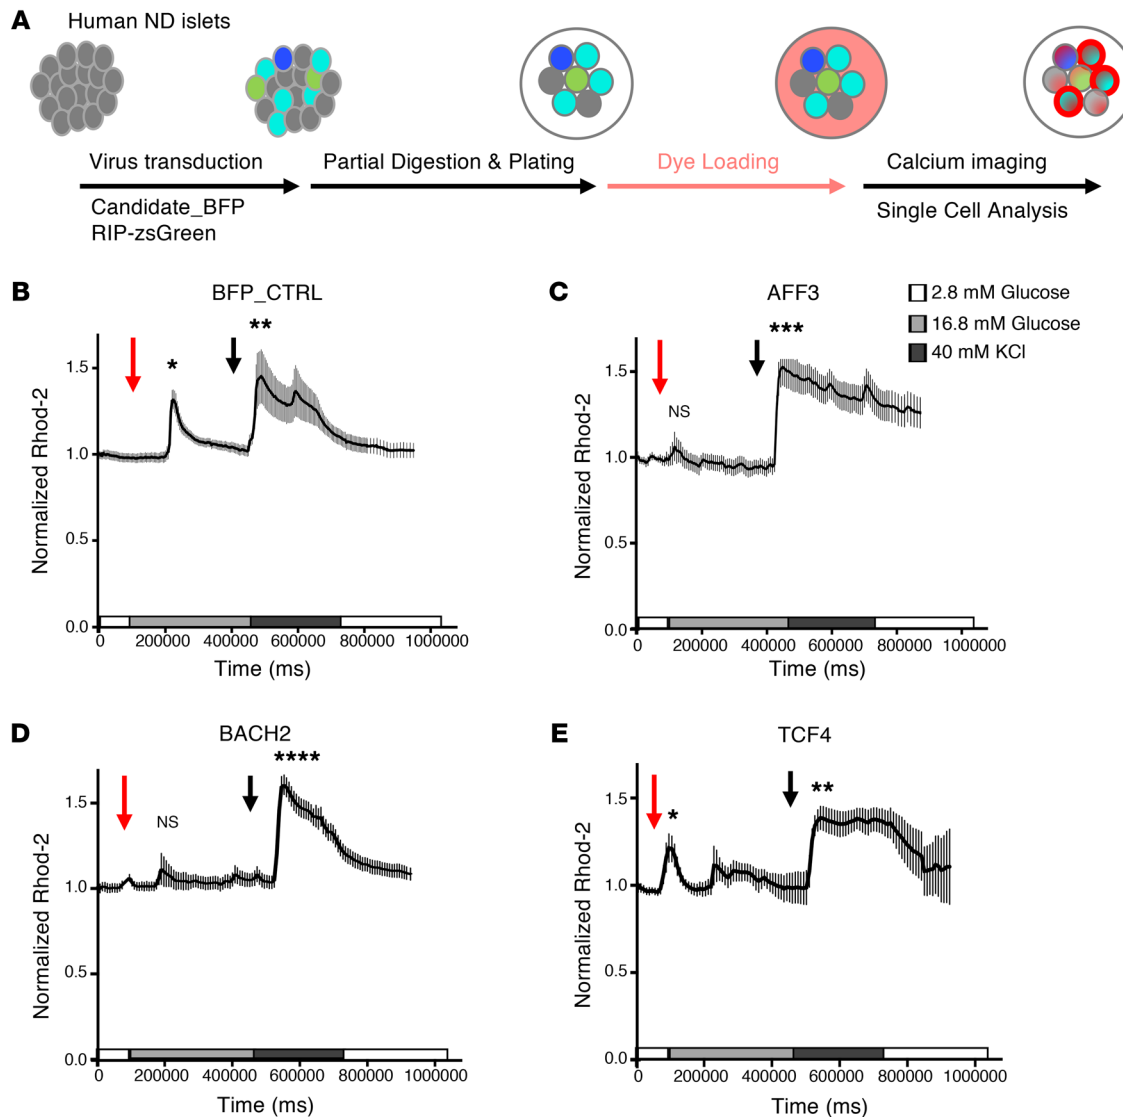 A
Human ND islets
Virus transduction
Partial Digestion & Plating
Dye Loading
Calcium imaging
Candidate_BFP
RIP-zsGreen
Single Cell Analysis
B
BFP_CTRL
Normalized Rhod-2
1.5
1.0
0.5
0.0
*
**
0 200000 400000 600000 800000 1000000
Time (ms)
C
AFF3
2.8 mM Glucose
16.8 mM Glucose
40 mM KCl
Normalized Rhod-2
1.5
1.0
0.5
0.0
NS
***
0 200000 400000 600000 800000 1000000
Time (ms)
D
BACH2
Normalized Rhod-2
1.5
1.0
0.5
0.0
NS
****
0 200000 400000 600000 800000 1000000
Time (ms)
E
TCF4
Normalized Rhod-2
1.5
1.0
0.5
0.0
*
**
0 200000 400000 600000 800000 1000000
Time (ms)